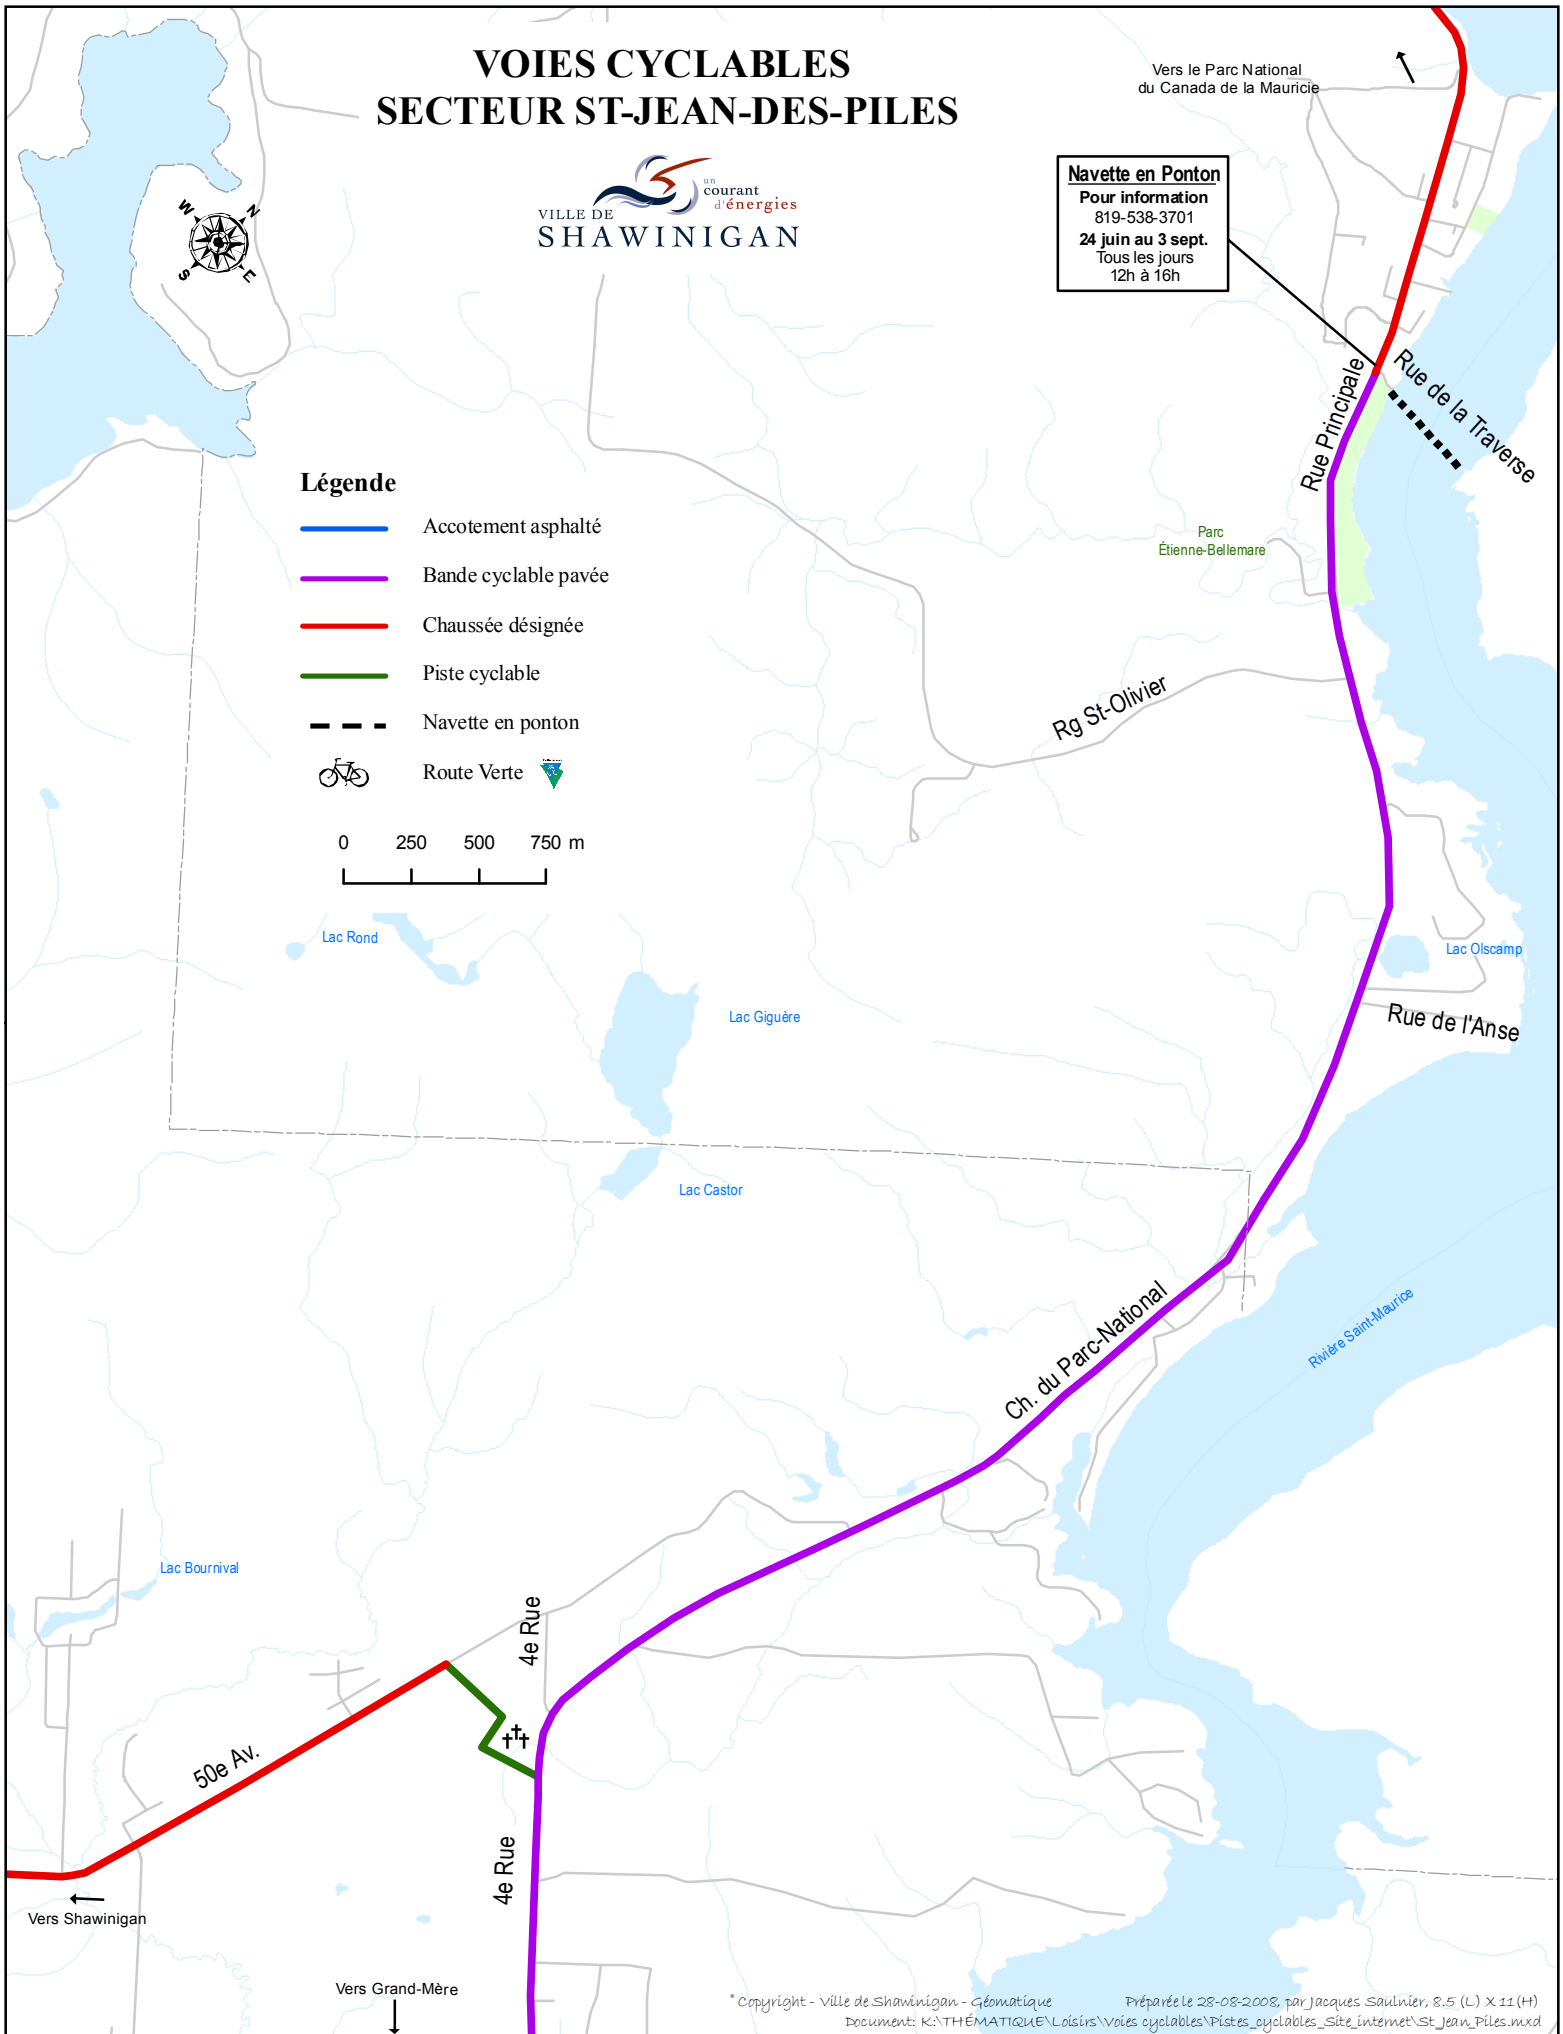 VOIES CYCLABLES
SECTEUR ST-JEAN-DES-PILES
Vers le Parc National
du Canada de la Mauricie
un
courant
d'énergies
VILLE DE
SHAWINIGAN
W
N
S
E
Navette en Ponton
Pour information
819-538-3701
24 juin au 3 sept.
Tous les jours
12h à 16h
Rue de la Traverse
Rue Principale
Légende
Accotement asphalté
Bande cyclable pavée
Chaussée désignée
Piste cyclable
Navette en ponton
Route Verte
0 250 500 750 m
Parc
Étienne-Bellemare
Rg St-Olivier
Lac Rond
Lac Olscamp
Lac Giguère
Rue de l'Anse
Lac Castor
Ch. du Parc-National
Rivière Saint-Maurice
Lac Bournival
4e Rue
50e Av.
4e Rue
Vers Shawinigan
Vers Grand-Mère
* Copyright - Ville de Shawinigan - Géomatique Préparée le 28-08-2008, par Jacques Saulnier, 8.5 (L) X 11(H)
Document: K:\THÉMATIQUE\Loisirs\Voies cyclables\Pistes_cyclables_Site_internet\St_Jean_Piles.mxd